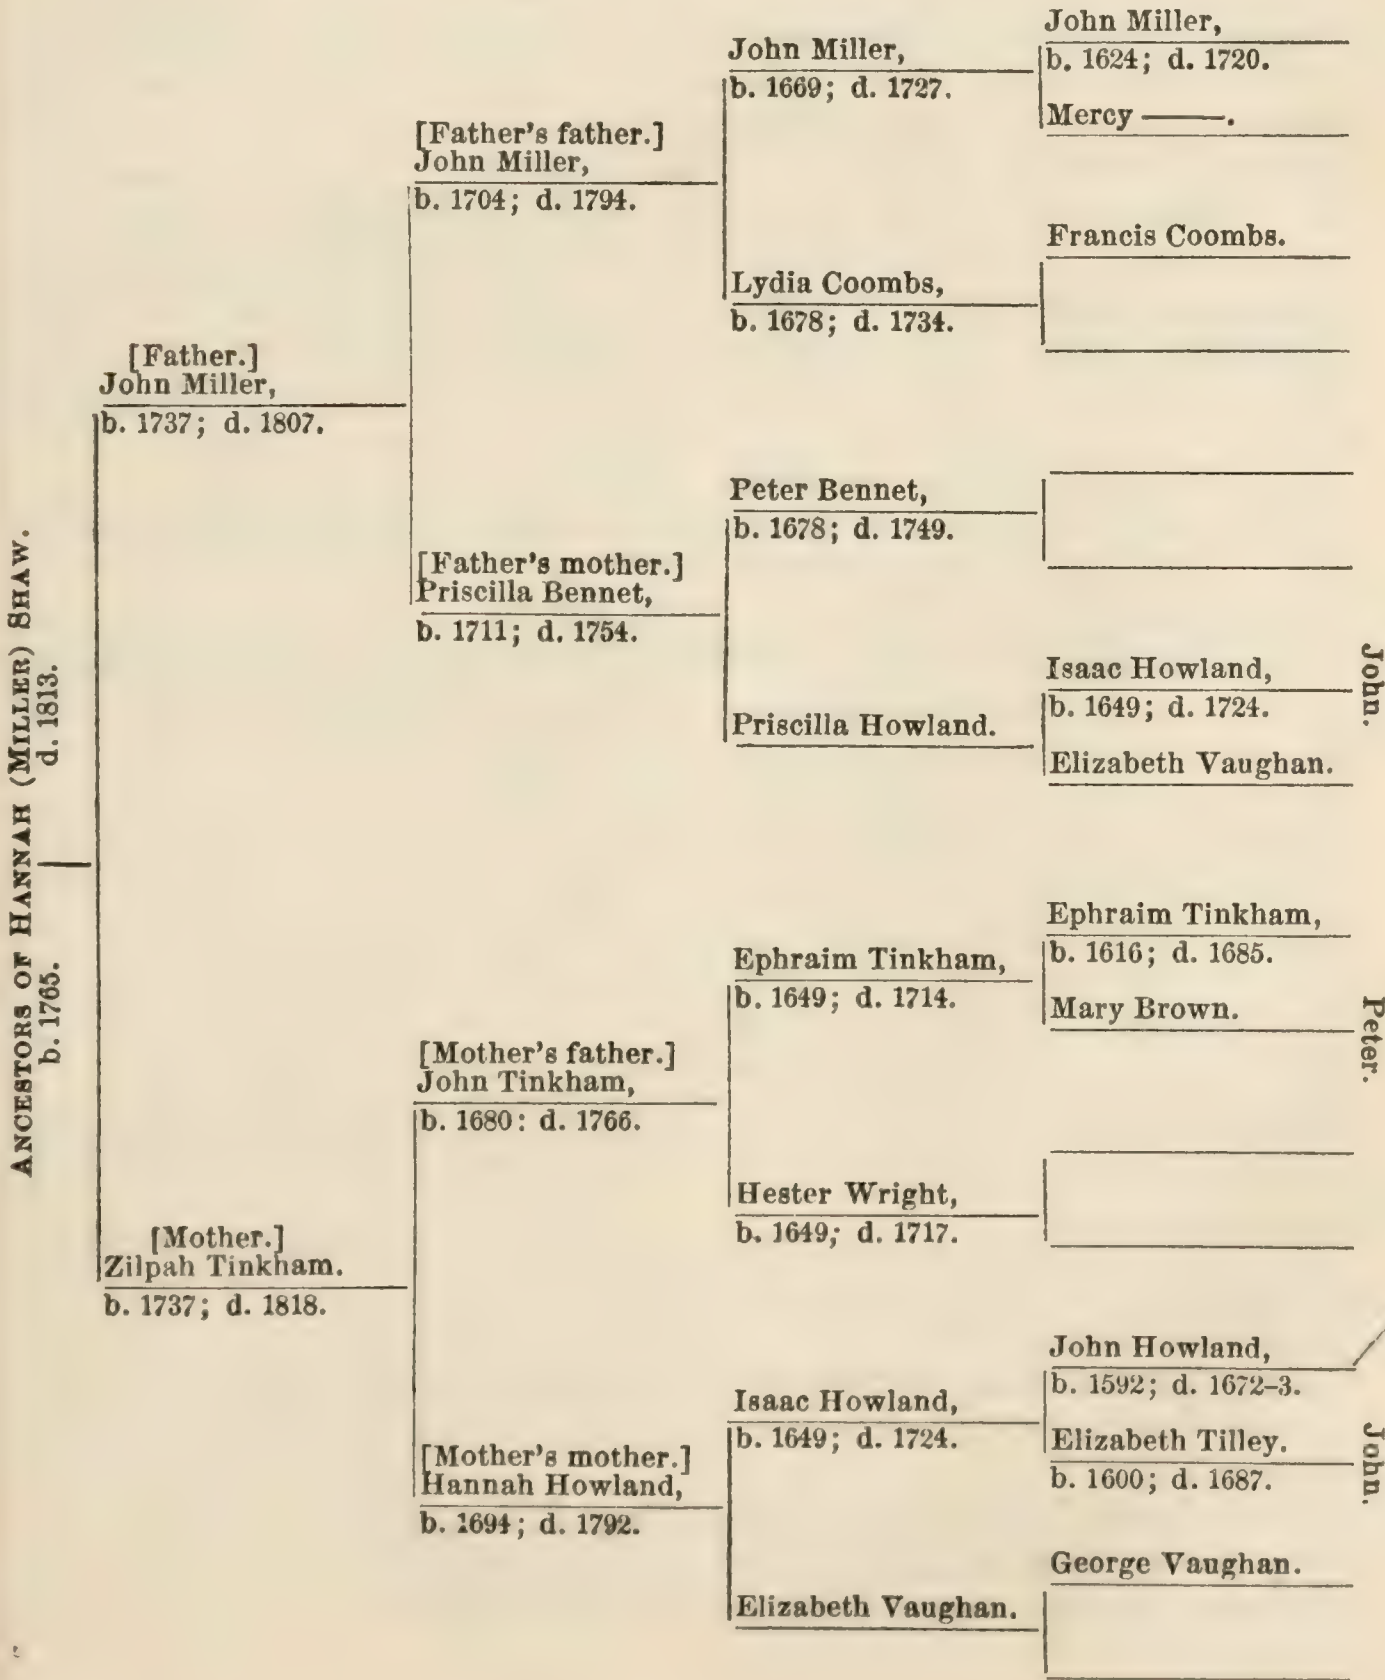 ANCESTORS OF HANNAH (MILLER) SHAW.
b. 1765. d. 1813.
[Father.]
John Miller,
b. 1737; d. 1807.
[Mother.]
Zilpah Tinkham.
b. 1737; d. 1818.
[Father's father.]
John Miller,
b. 1704; d. 1794.
[Father's mother.]
Priscilla Bennet,
b. 1711; d. 1754.
[Mother's father.]
John Tinkham,
b. 1680: d. 1766.
[Mother's mother.]
Hannah Howland,
b. 1694; d. 1792.
John Miller,
b. 1669; d. 1727.
Lydia Coombs,
b. 1678; d. 1734.
Peter Bennet,
b. 1678; d. 1749.
Priscilla Howland.
Ephraim Tinkham,
b. 1649; d. 1714.
Hester Wright,
b. 1649; d. 1717.
Isaac Howland,
b. 1649; d. 1724.
Elizabeth Vaughan.
John Miller,
b. 1624; d. 1720.
Mercy ——.
Francis Coombs.
Isaac Howland,
b. 1649; d. 1724.
Elizabeth Vaughan.
Ephraim Tinkham,
b. 1616; d. 1685.
Mary Brown.
John Howland,
b. 1592; d. 1672-3.
Elizabeth Tilley.
b. 1600; d. 1687.
George Vaughan.
John.
Peter.
John.